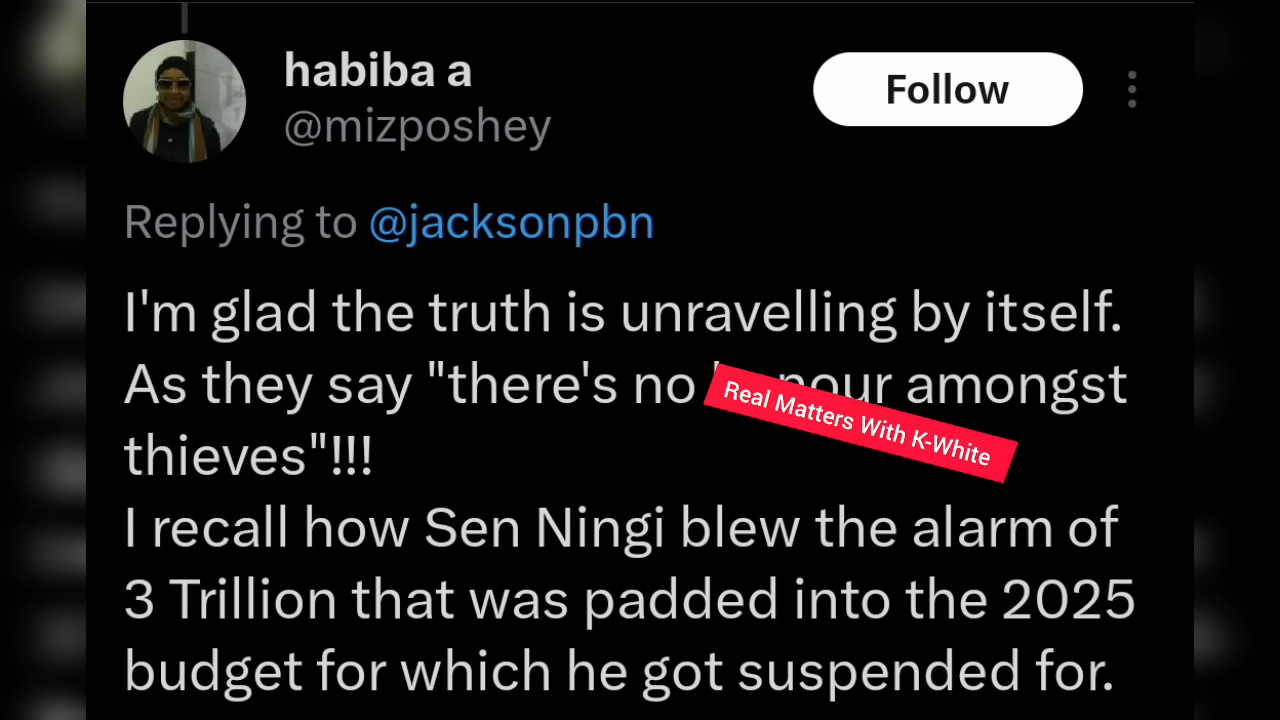 habiba a
@mizposhey
Follow
Replying to @jacksonpbn
I'm glad the truth is unravelling by itself.
As they say "there's no amongst
thieves"!!!
Real Matters With K-White
I recall how Sen Ningi blew the alarm of
3 Trillion that was padded into the 2025
budget for which he got suspended for.